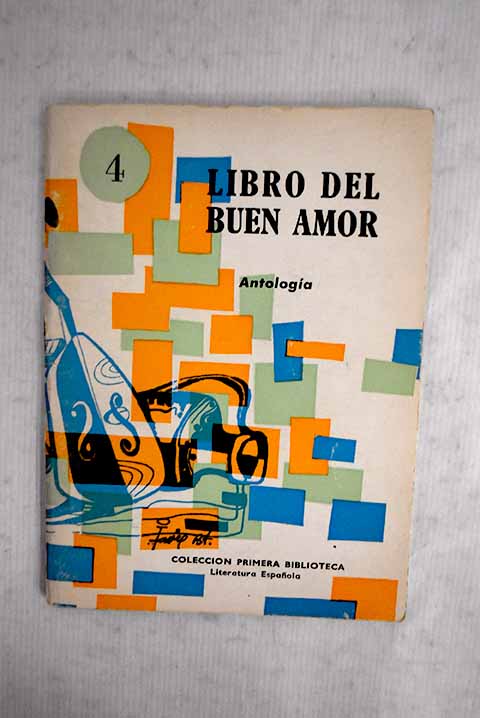 4
LIBRO DEL
BUEN AMOR
Antología
COLECCION PRIMERA BIBLIOTECA
Literatura Española